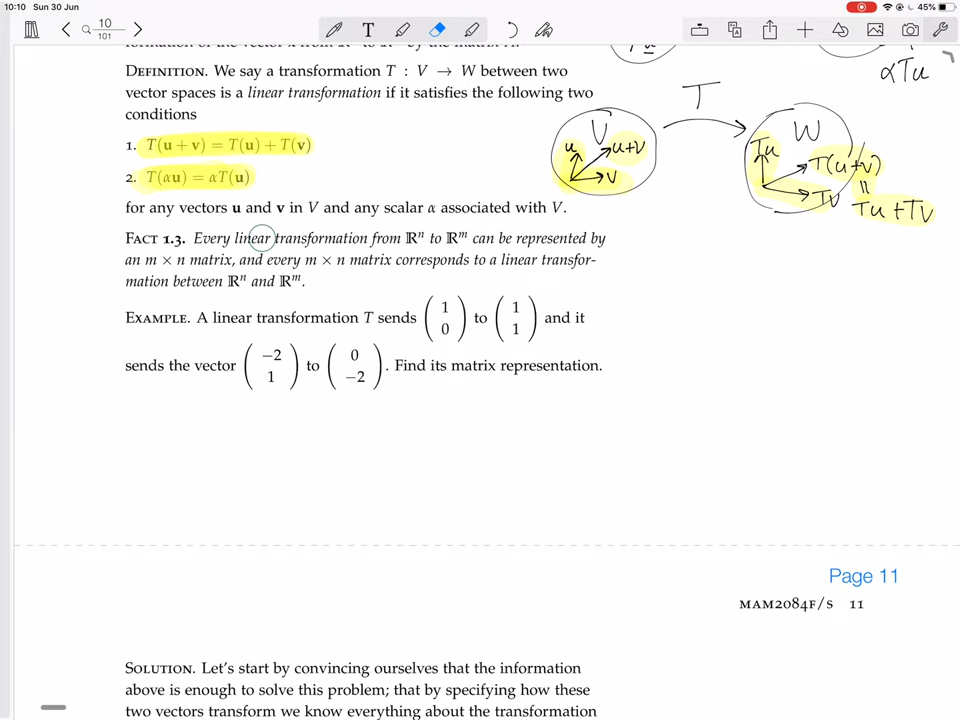 10:10 Sun 30 Jun
45%
10
101
T
αTu
DEFINITION. We say a transformation T : V → W between two
vector spaces is a linear transformation if it satisfies the following two
conditions
1. T(u + v) = T(u) + T(v)
2. T(αu) = αT(u)
for any vectors u and v in V and any scalar α associated with V.
T
V
u
u+v
v
W
Tu
T(u+v)
Tv
=
Tu+Tv
FACT 1.3. Every linear transformation from ℝⁿ to ℝᵐ can be represented by
an m × n matrix, and every m × n matrix corresponds to a linear transfor-
mation between ℝⁿ and ℝᵐ.
EXAMPLE. A linear transformation T sends (1 0) to (1 1) and it
sends the vector (−2 1) to (0 −2). Find its matrix representation.
Page 11
MAM2084F/S 11
SOLUTION. Let's start by convincing ourselves that the information
above is enough to solve this problem; that by specifying how these
two vectors transform we know everything about the transformation